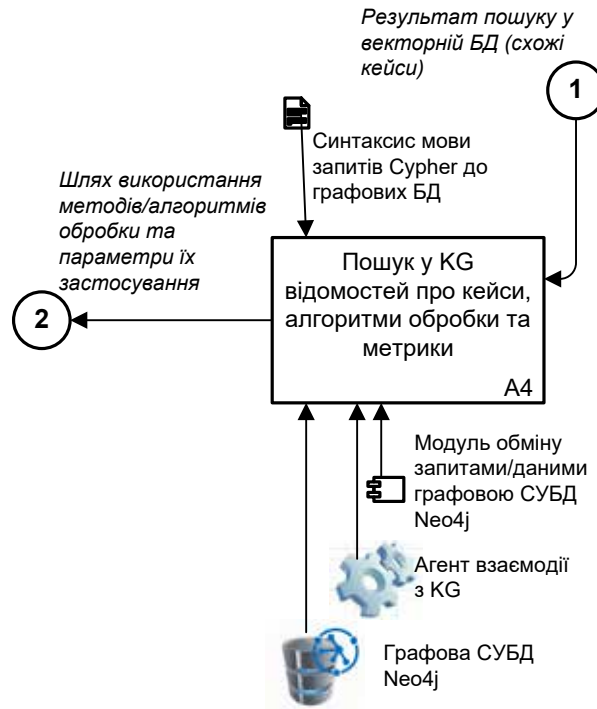 Результат пошуку у
векторній БД (схожі
кейси)
1
Синтаксис мови
запитів Cypher до
графових БД
Шлях використання
методів/алгоритмів
обробки та
параметри їх
застосування
2
Пошук у KG
відомостей про кейси,
алгоритми обробки та
метрики
A4
Модуль обміну
запитами/даними
графовою СУБД
Neo4j
Агент взаємодії
з KG
Графова СУБД
Neo4j